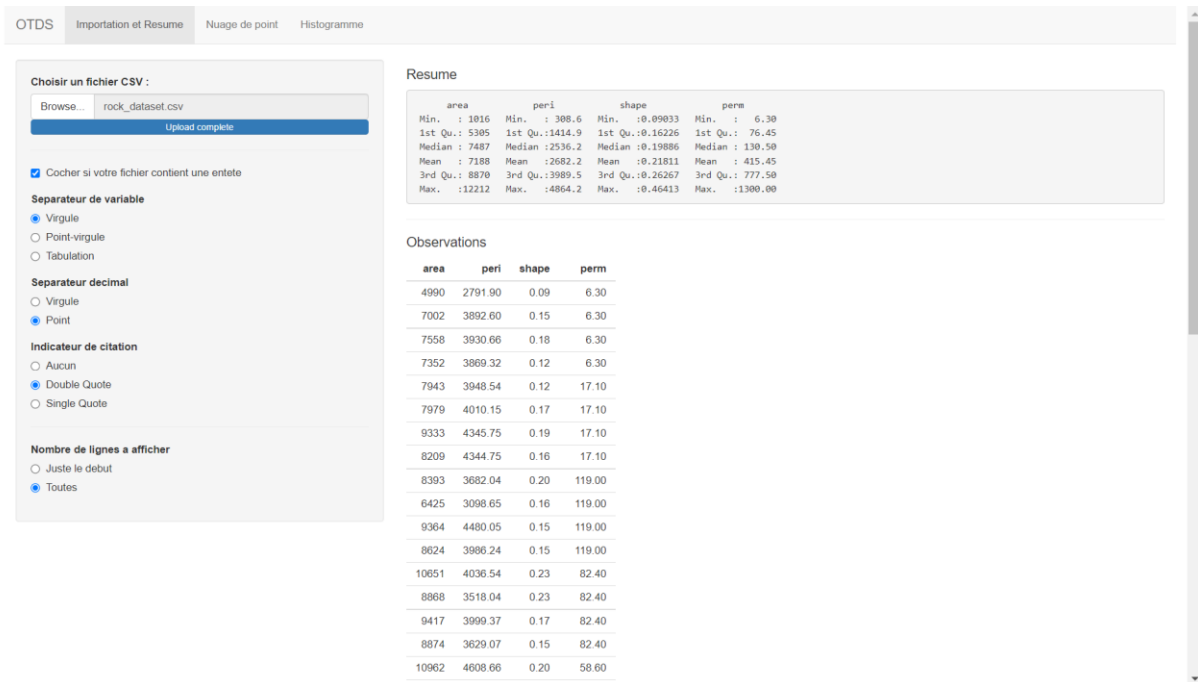 OTDS Importation et Resume Nuage de point Histogramme
Choisir un fichier CSV :
Browse... rock_dataset.csv
Upload complete
Cocher si votre fichier contient une entete
Separateur de variable
Virgule
Point-virgule
Tabulation
Separateur decimal
Virgule
Point
Indicateur de citation
Aucun
Double Quote
Single Quote
Nombre de lignes a afficher
Juste le debut
Toutes
Resume
area peri shape perm
Min. : 1016 Min. : 308.6 Min. :0.09033 Min. : 6.30
1st Qu.: 5305 1st Qu.:1414.9 1st Qu.:0.16226 1st Qu.: 76.45
Median : 7487 Median :2536.2 Median :0.19886 Median : 130.50
Mean : 7188 Mean :2682.2 Mean :0.21811 Mean : 415.45
3rd Qu.: 8870 3rd Qu.:3989.5 3rd Qu.:0.26267 3rd Qu.: 777.50
Max. :12212 Max. :4864.2 Max. :0.46413 Max. :1300.00
Observations
area peri shape perm
4990 2791.90 0.09 6.30
7002 3892.60 0.15 6.30
7558 3930.66 0.18 6.30
7352 3869.32 0.12 6.30
7943 3948.54 0.12 17.10
7979 4010.15 0.17 17.10
9333 4345.75 0.19 17.10
8209 4344.75 0.16 17.10
8393 3682.04 0.20 119.00
6425 3098.65 0.16 119.00
9364 4480.05 0.15 119.00
8624 3986.24 0.15 119.00
10651 4036.54 0.23 82.40
8868 3518.04 0.23 82.40
9417 3999.37 0.17 82.40
8874 3629.07 0.15 82.40
10962 4608.66 0.20 58.60